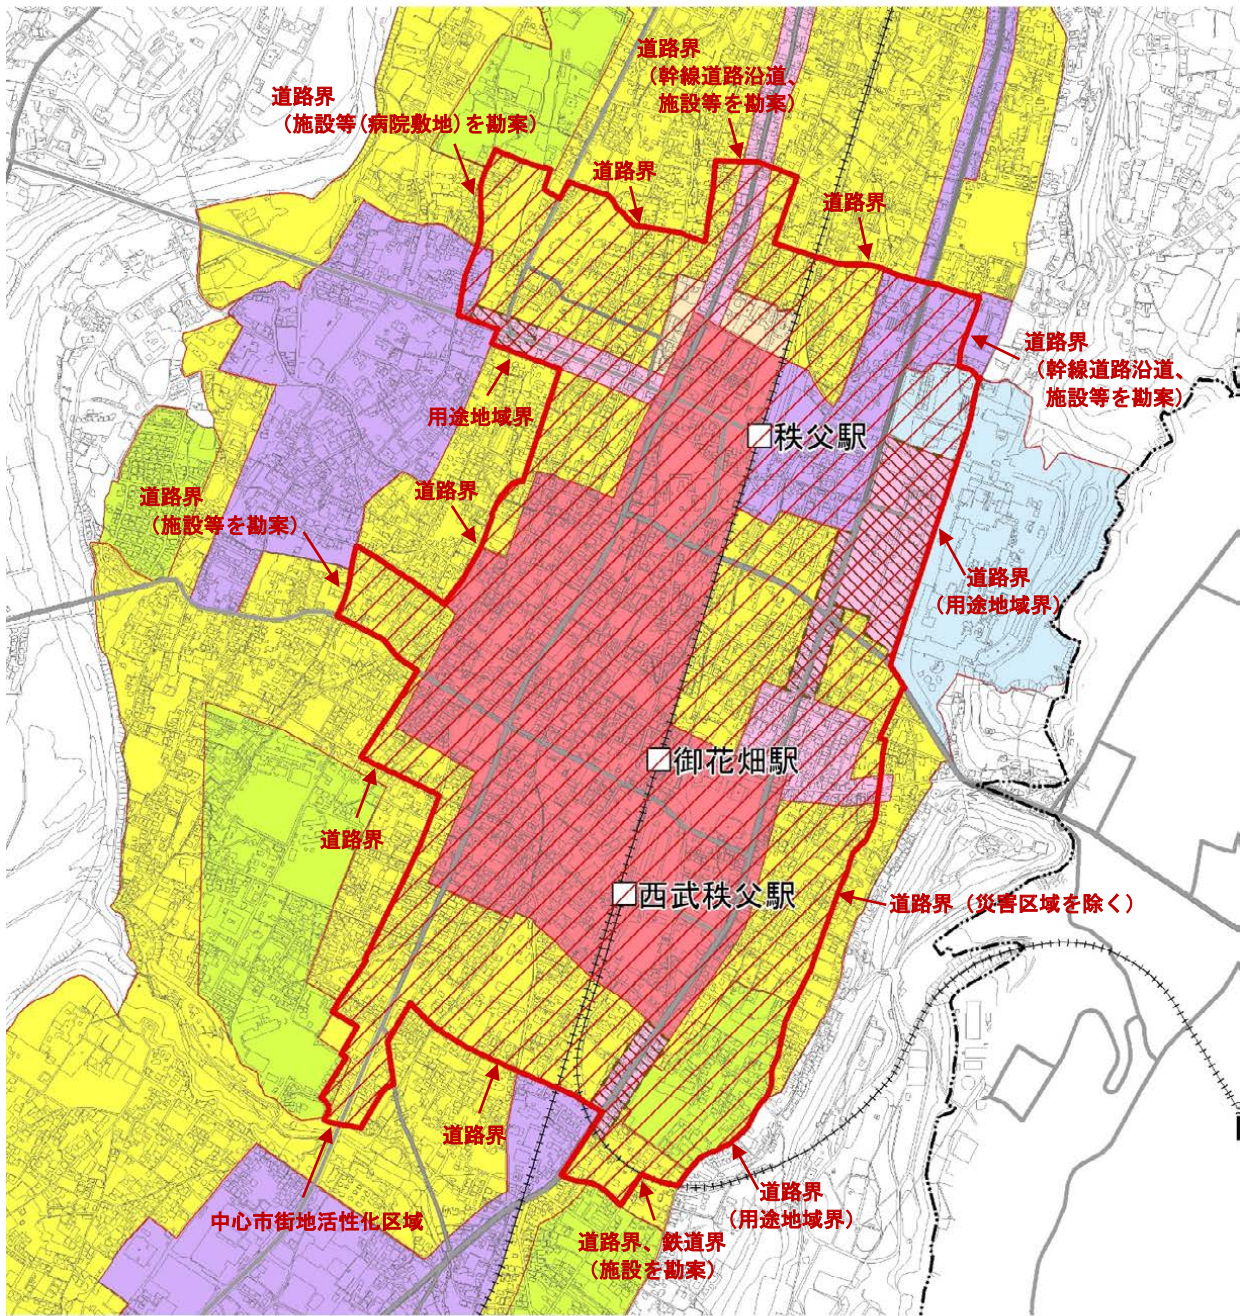 道路界
（幹線道路沿道、
施設等を勘案）
道路界
（施設等(病院敷地)を勘案）
道路界
道路界
道路界
（幹線道路沿道、
施設等を勘案）
用途地域界
秩父駅
道路界
（施設等を勘案）
道路界
道路界
（用途地域界）
御花畑駅
道路界
西武秩父駅
道路界（災害区域を除く）
道路界
道路界
（用途地域界）
中心市街地活性化区域
道路界、鉄道界
（施設を勘案）